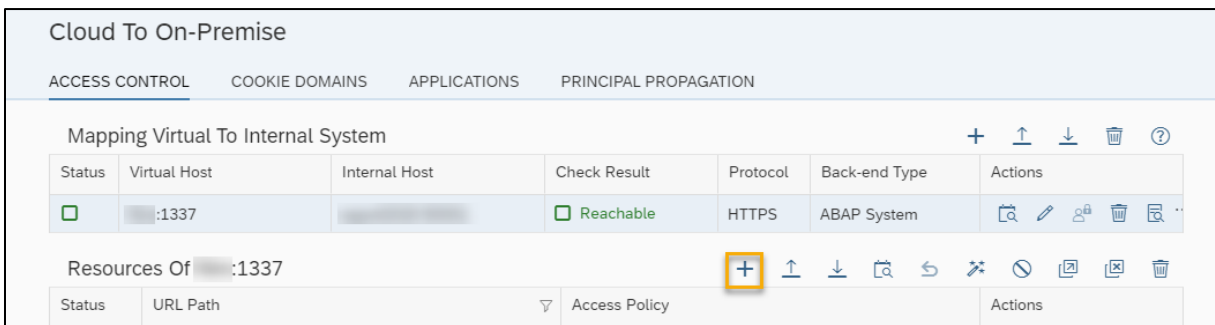 Cloud To On-Premise
ACCESS CONTROL COOKIE DOMAINS APPLICATIONS PRINCIPAL PROPAGATION
Mapping Virtual To Internal System
Status Virtual Host Internal Host Check Result Protocol Back-end Type Actions
:1337 Reachable HTTPS ABAP System
Resources Of :1337
Status URL Path Access Policy Actions